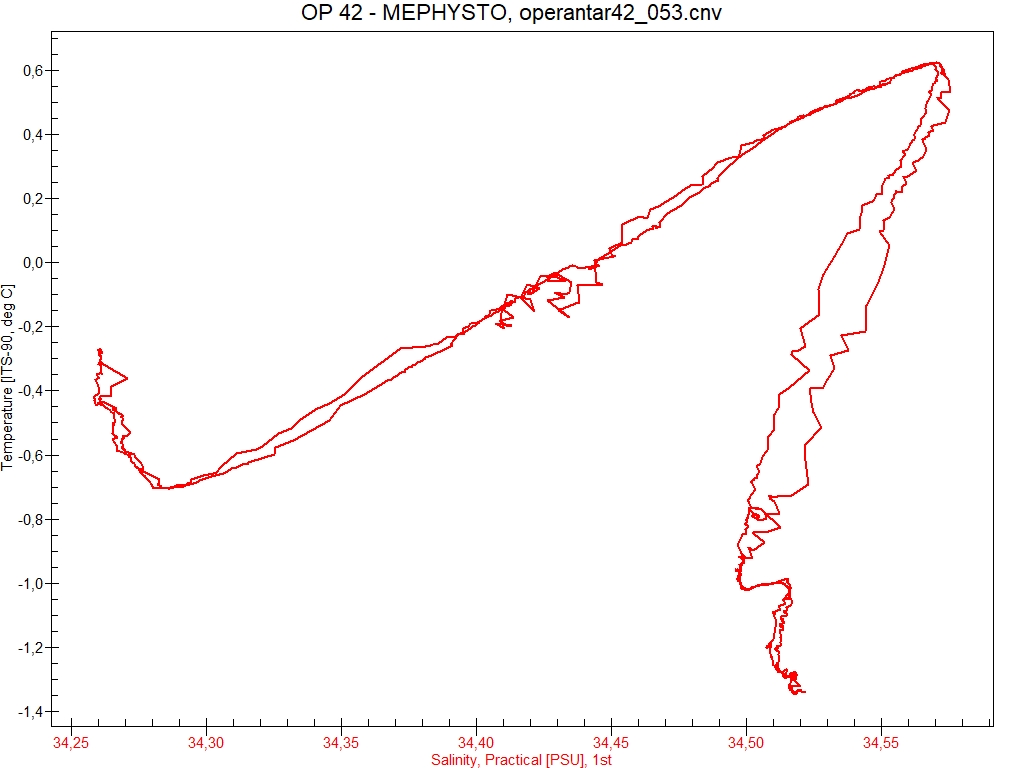 OP 42 - MEPHYSTO, operantar42_053.cnv
Temperature [ITS-90, deg C]
0,6
0,4
0,2
0,0
-0,2
-0,4
-0,6
-0,8
-1,0
-1,2
-1,4
34,25 34,30 34,35 34,40 34,45 34,50 34,55
Salinity, Practical [PSU], 1st